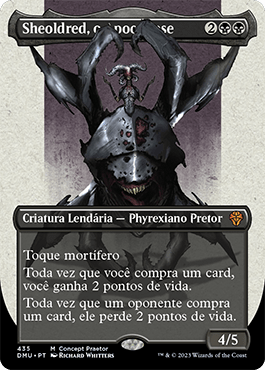 Sheoldred, o Apocalipse 2
Criatura Lendária — Phyrexiano Pretor
Toque mortífero
Toda vez que você compra um card,
você ganha 2 pontos de vida.
Toda vez que um oponente compra
um card, ele perde 2 pontos de vida.
4/5
435 M Concept Praetor
DMU • PT Richard Whitters
™ & © 2023 Wizards of the Coast